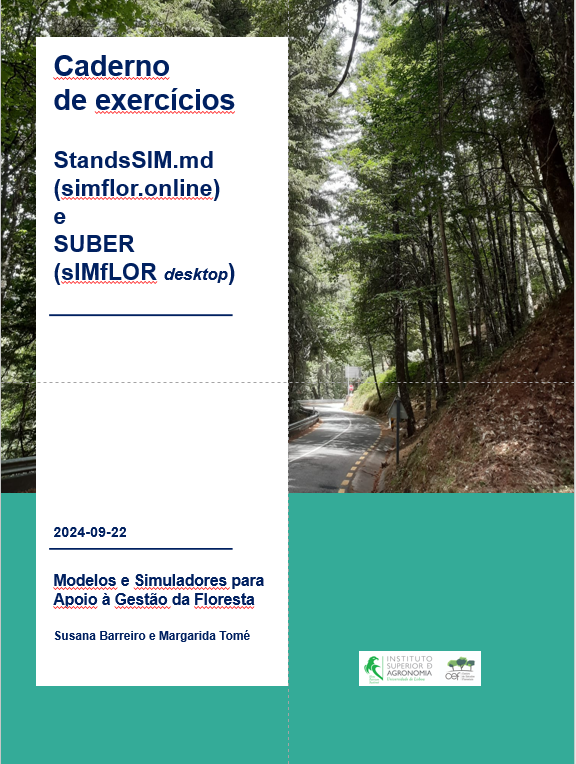 Caderno
de exercícios
StandsSIM.md
(simflor.online)
e
SUBER
(sIMfLOR desktop)
2024-09-22
Modelos e Simuladores para
Apoio à Gestão da Floresta
Susana Barreiro e Margarida Tomé
INSTITUTO
SUPERIOR D
AGRONOMIA
Universidade de Lisboa
cef